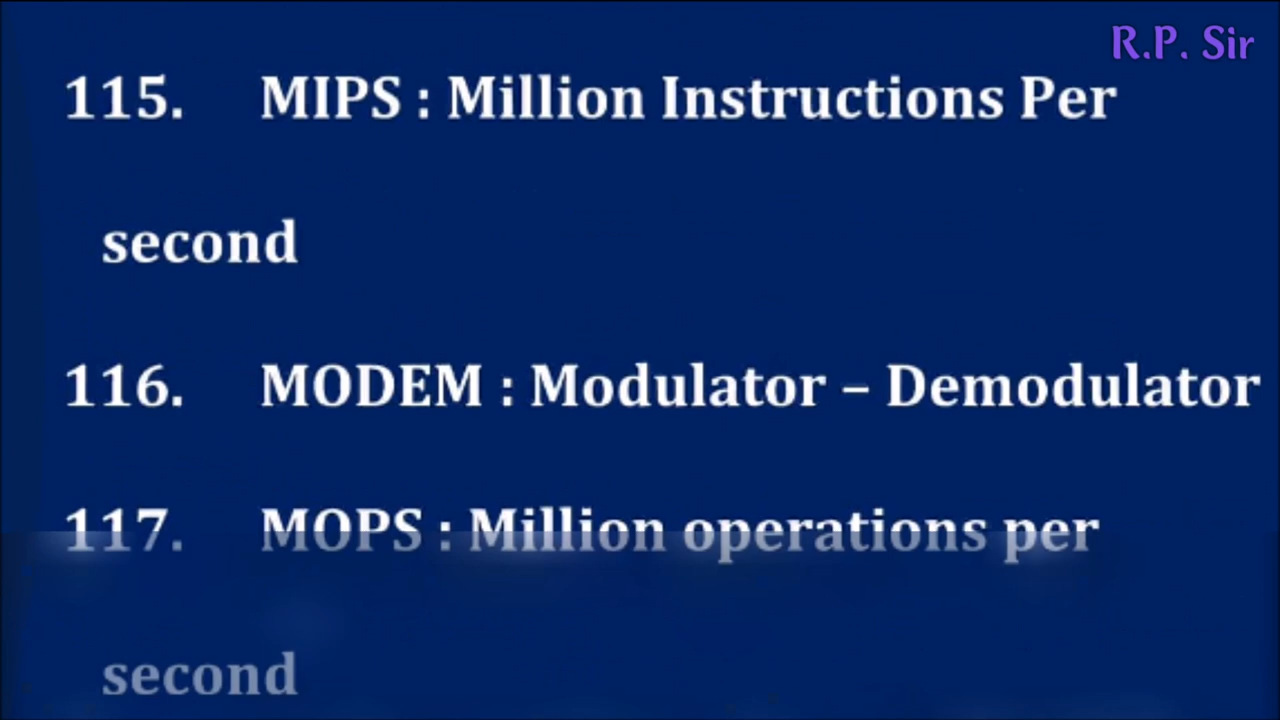 R.P. Sir
115. MIPS : Million Instructions Per
second
116. MODEM : Modulator – Demodulator
117. MOPS : Million operations per
second